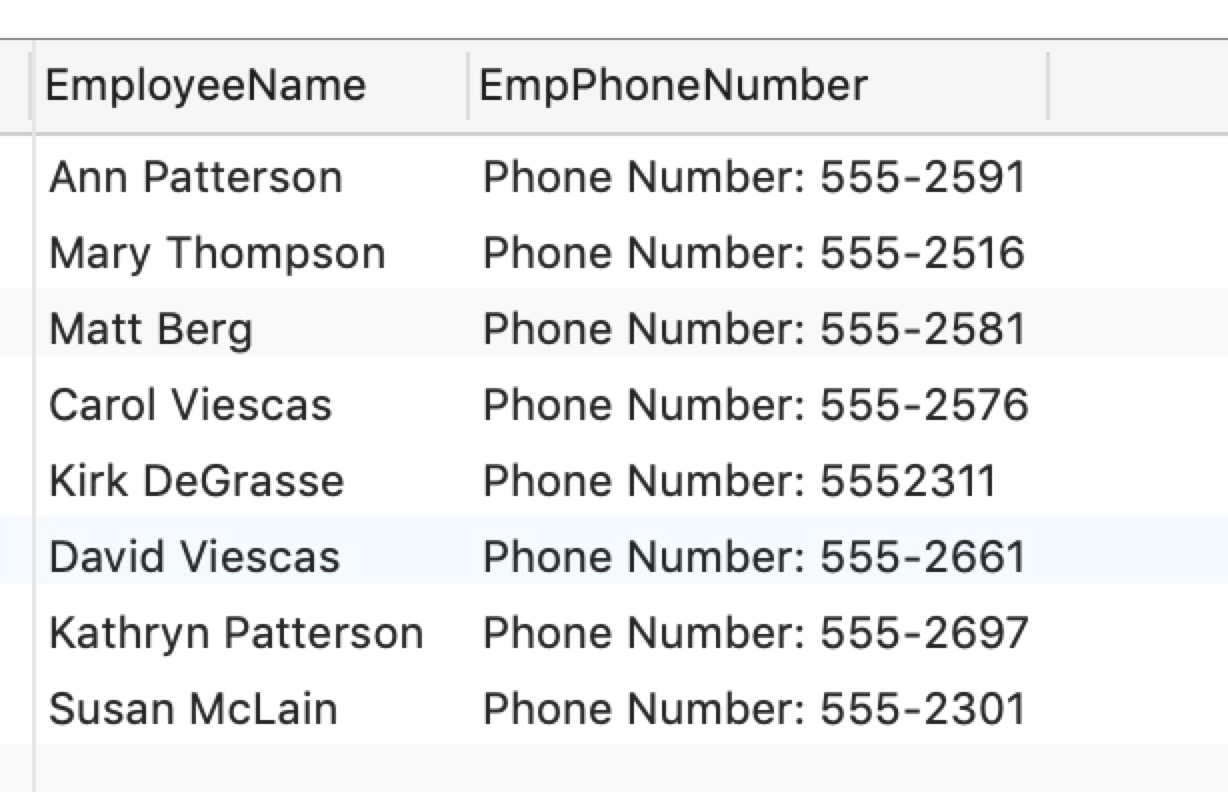 EmployeeName EmpPhoneNumber
Ann Patterson Phone Number: 555-2591
Mary Thompson Phone Number: 555-2516
Matt Berg Phone Number: 555-2581
Carol Viescas Phone Number: 555-2576
Kirk DeGrasse Phone Number: 5552311
David Viescas Phone Number: 555-2661
Kathryn Patterson Phone Number: 555-2697
Susan McLain Phone Number: 555-2301